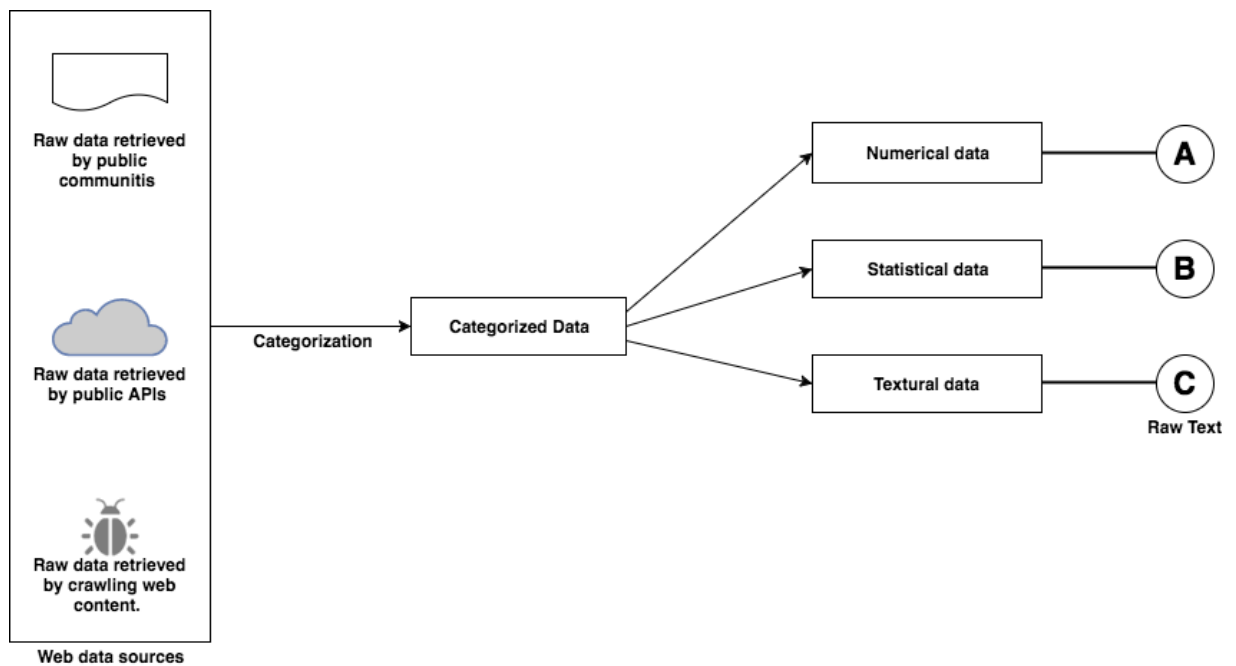 Raw data retrieved
by public
communitis
Raw data retrieved
by public APIs
Raw data retrieved
by crawling web
content.
Web data sources
Categorization
Categorized Data
Numerical data
A
Statistical data
B
Textural data
C
Raw Text